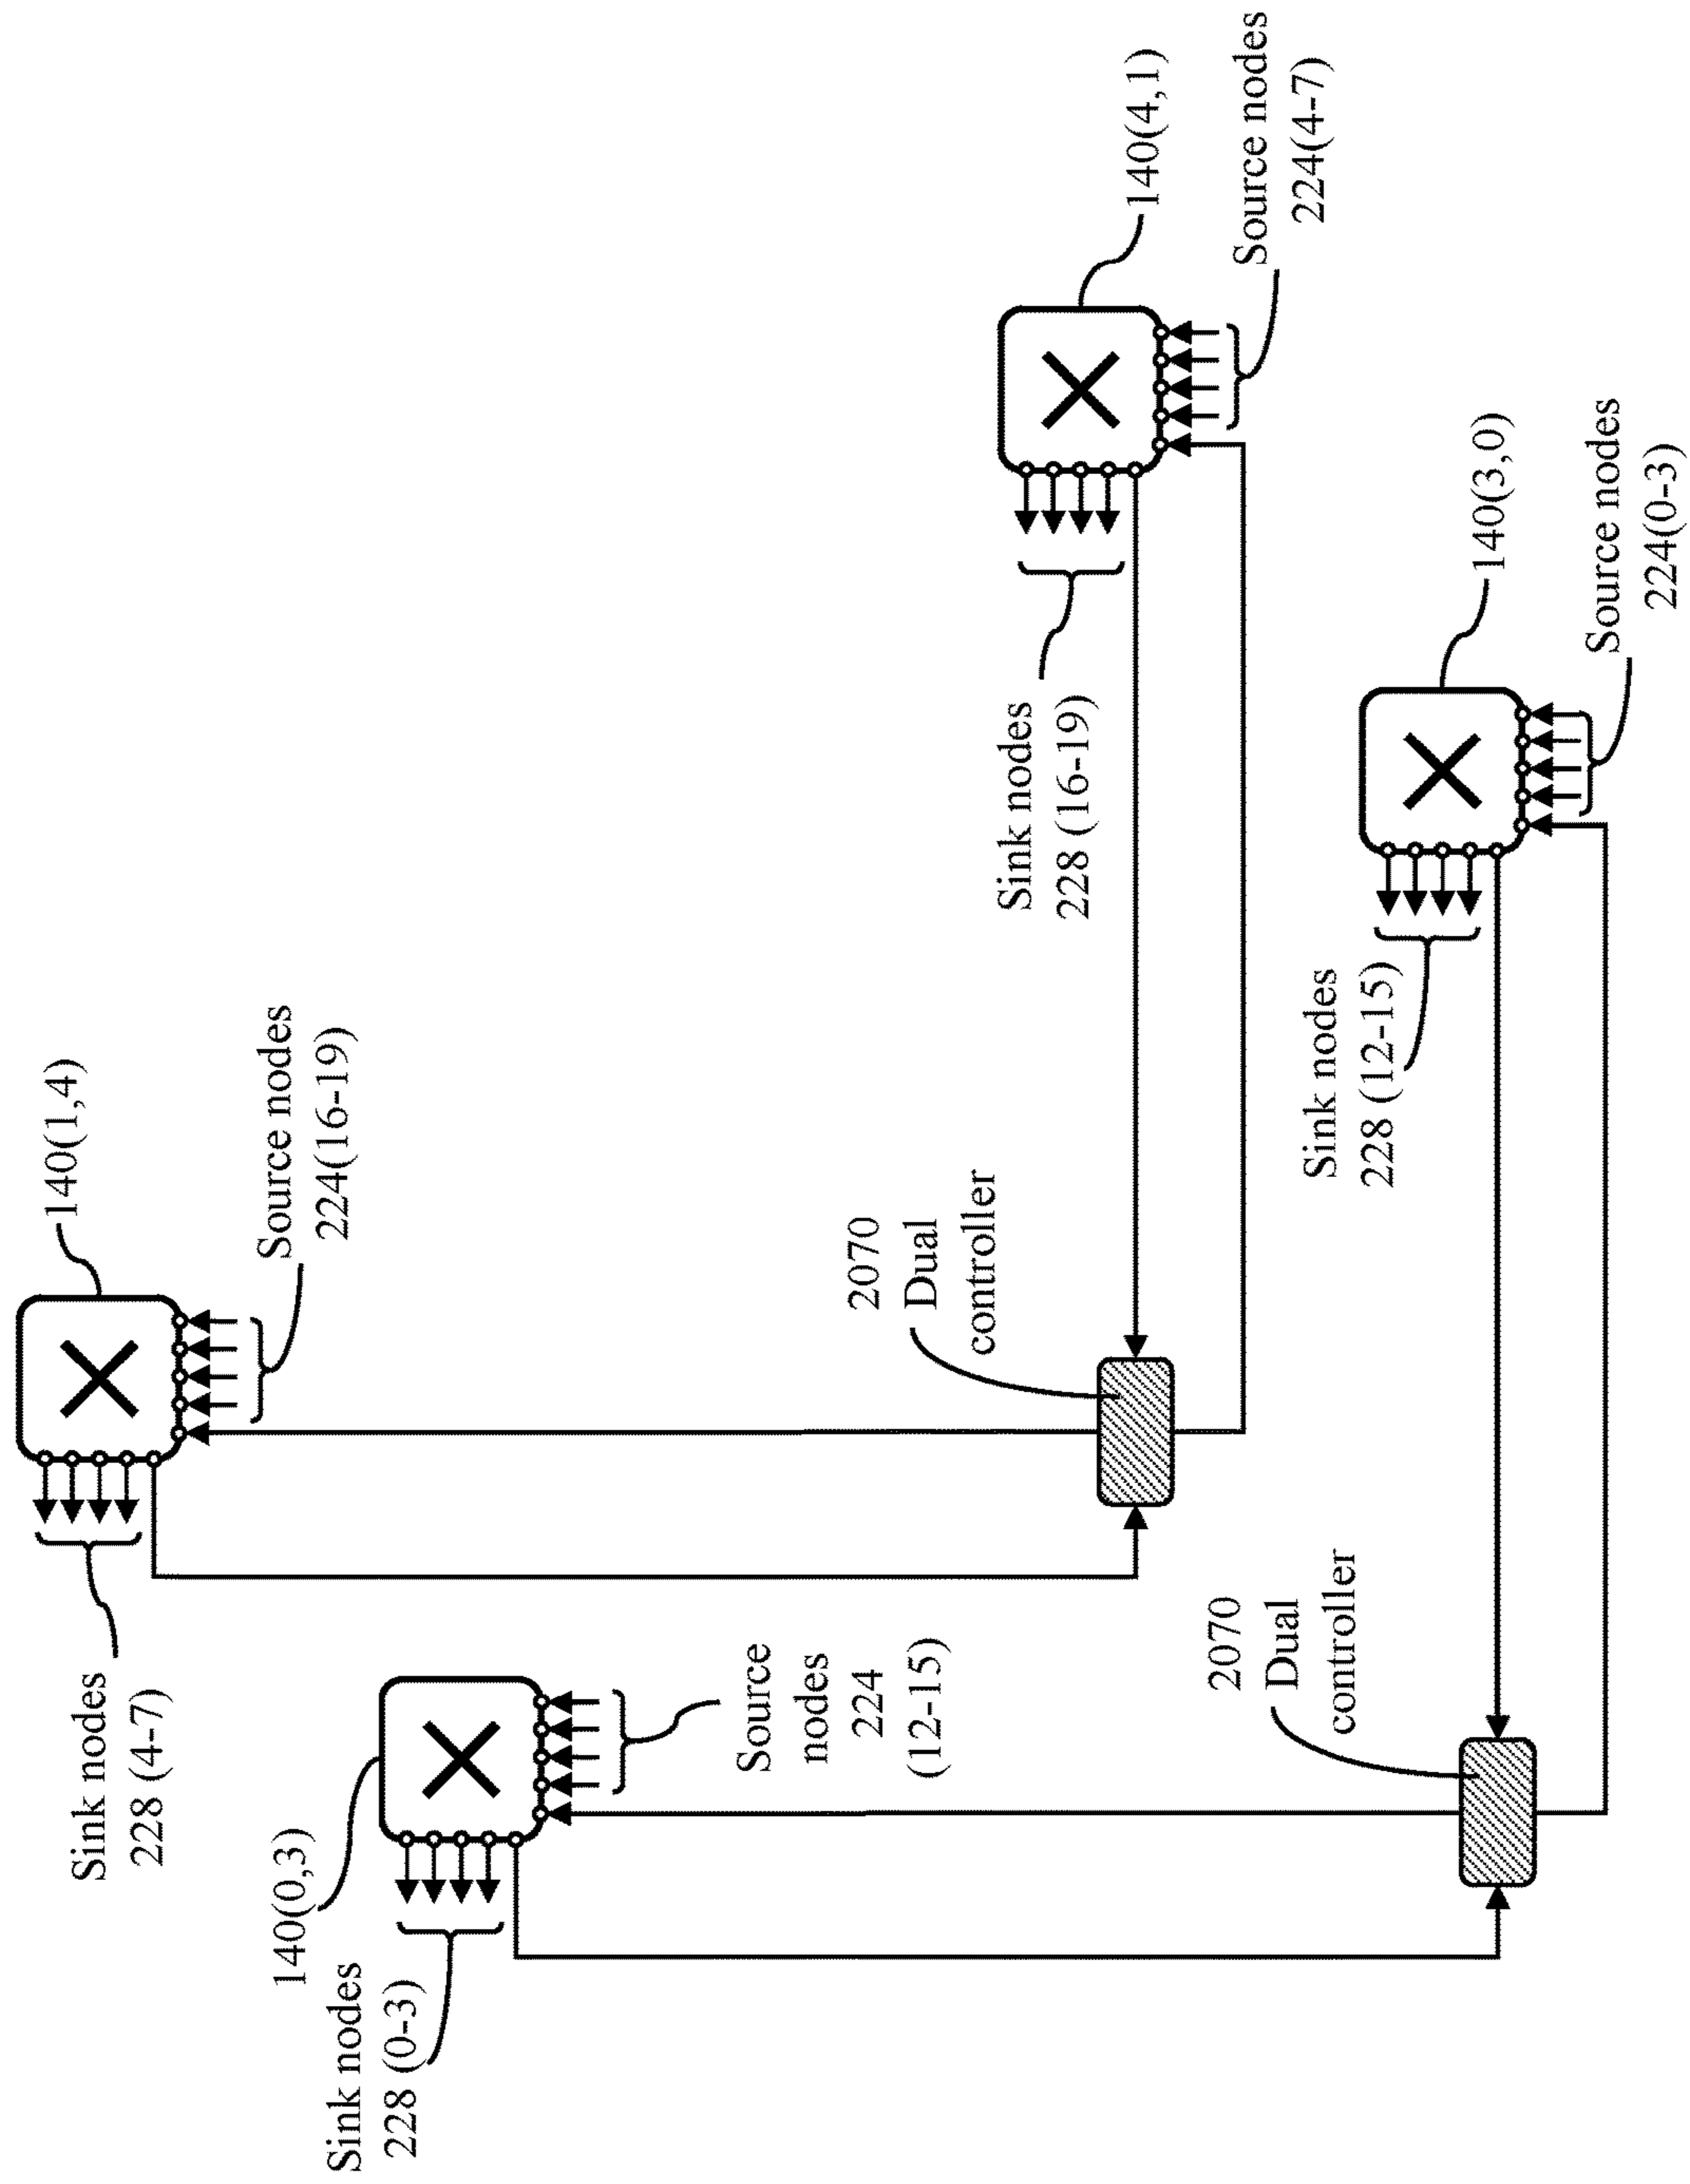 Sink nodes
228 (0-3)
140(0,3)
Source
nodes
224
(12-15)
Sink nodes
228 (4-7)
140(1,4)
Source nodes
224(16-19)
2070
Dual
controller
2070
Dual
controller
Sink nodes
228 (16-19)
140(4,1)
Source nodes
224(4-7)
Sink nodes
228 (12-15)
140(3,0)
Source nodes
224(0-3)